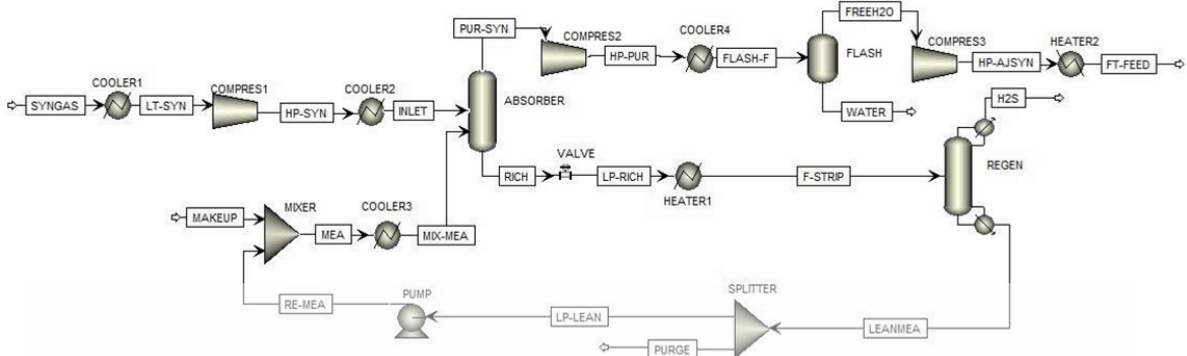 FREEH2O
PUR-SYN
COMPRES2
COOLER4
HP-PUR
FLASH-F
FLASH
COMPRES3
HEATER2
HP-AJSYN
FT-FEED
COOLER1
COMPRES1
COOLER2
SYNGAS
LT-SYN
HP-SYN
INLET
ABSORBER
WATER
H2S
REGEN
VALVE
RICH
LP-RICH
HEATER1
F-STRIP
MIXER
COOLER3
MAKEUP
MEA
MIX-MEA
PUMP
SPLITTER
RE-MEA
LP-LEAN
LEANMEA
PURGE